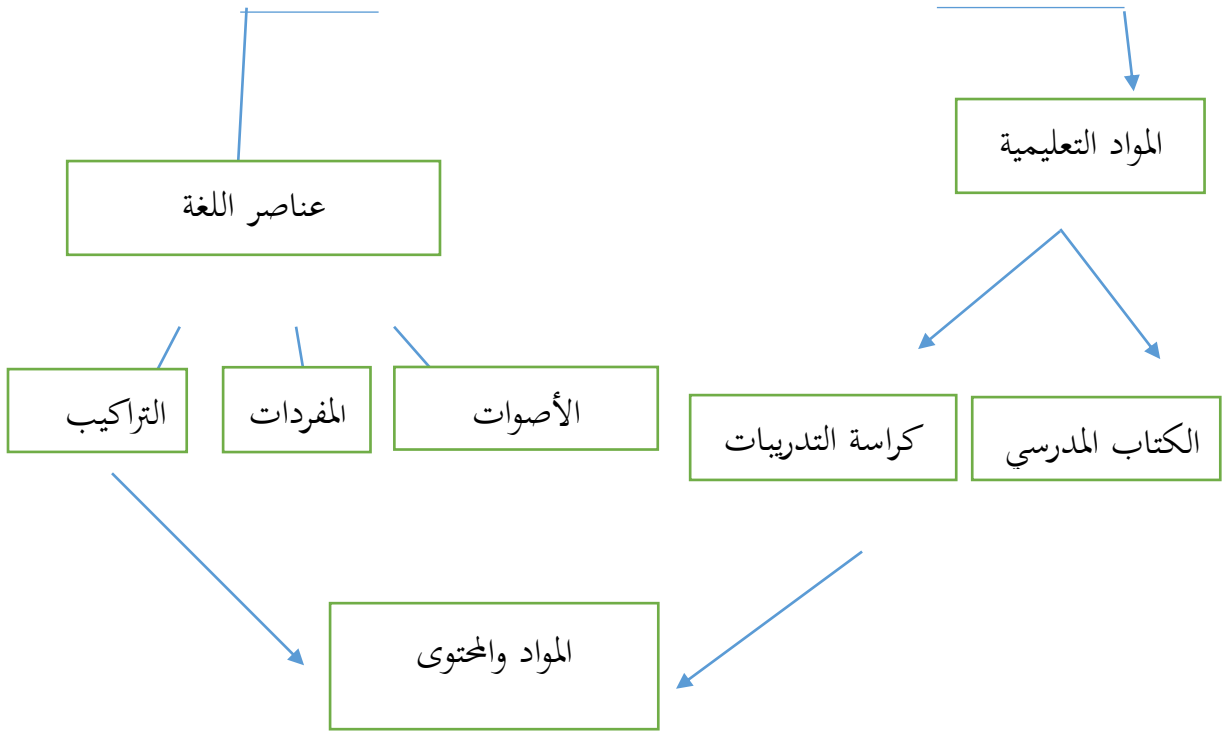 المواد التعليمية
عناصر اللغة
الكتاب المدرسي
كراسة التدريبات
الأصوات
المفردات
التراكيب
المواد والمحتوى